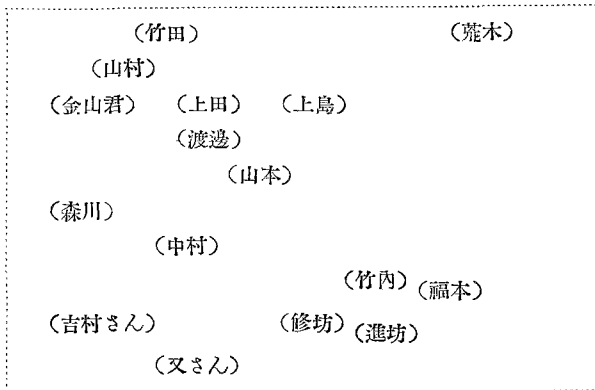 （竹田）（荒木）
（山村）
（金山君）（上田）（上島）
（渡邊）
（山本）
（森川）
（中村）
（竹內）（福本）
（吉村さん）（修坊）（進坊）
（又さん）